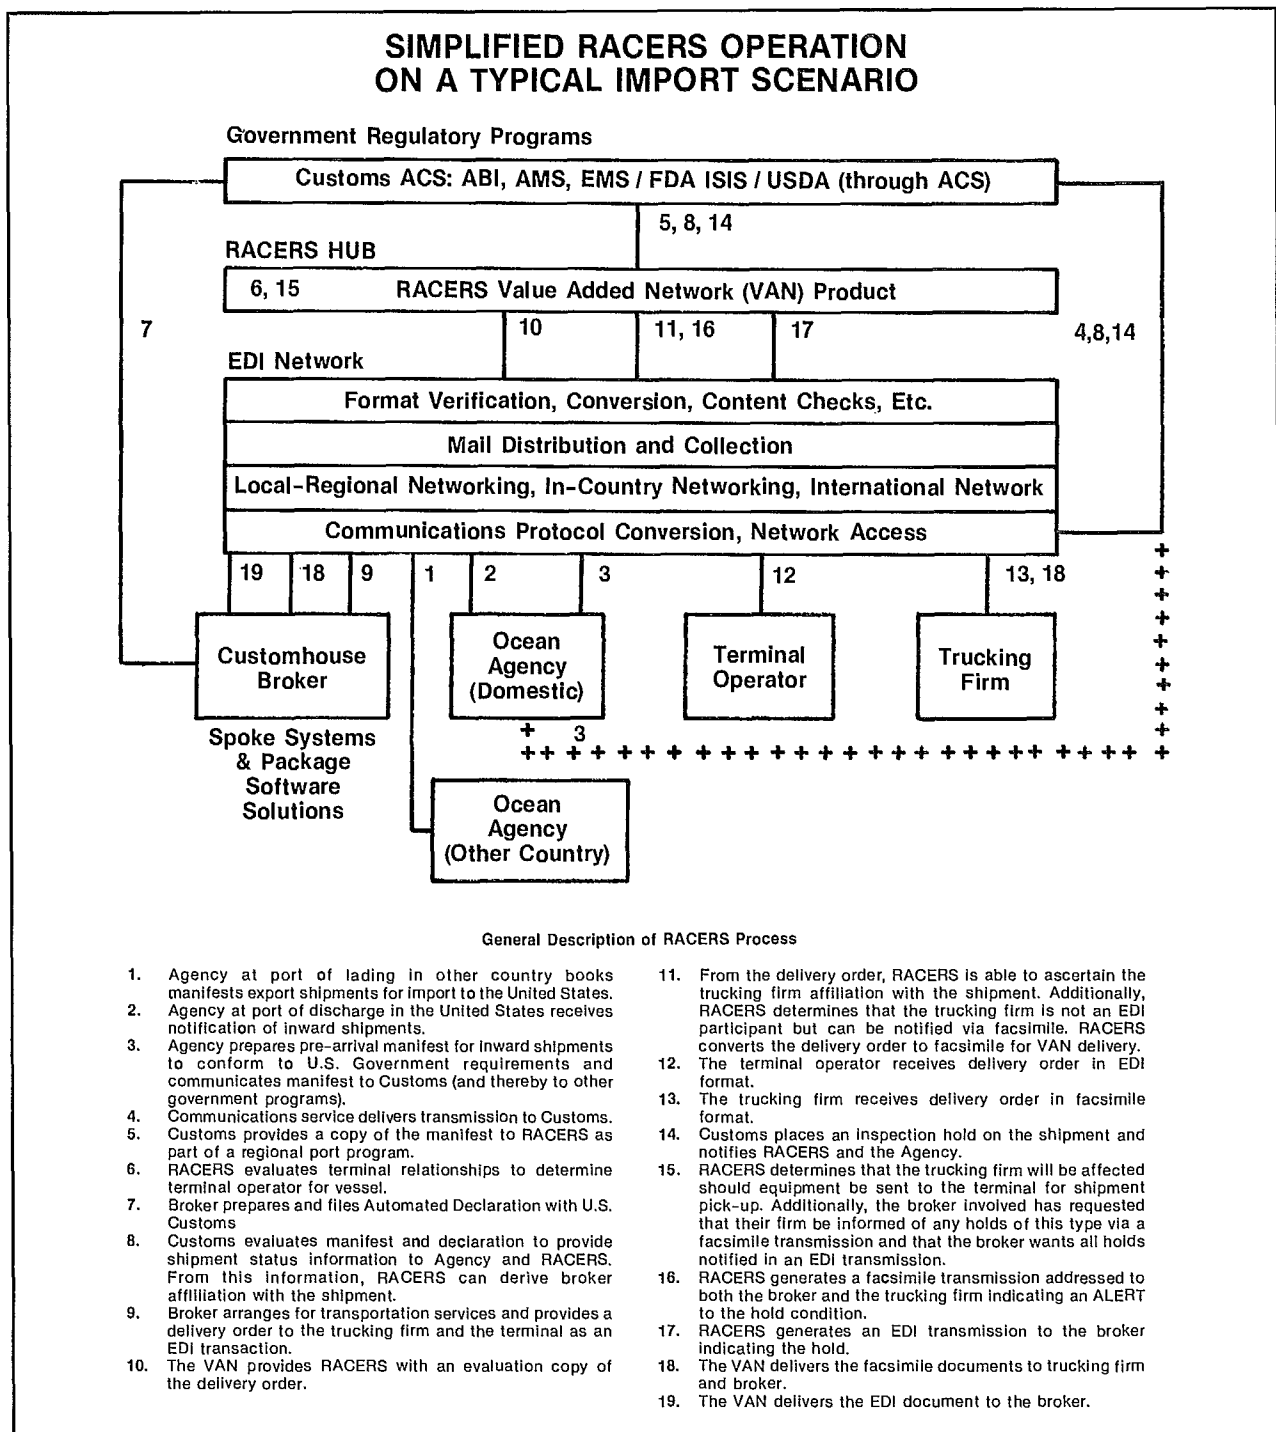 SIMPLIFIED RACERS OPERATION
ON A TYPICAL IMPORT SCENARIO
Government Regulatory Programs
Customs ACS: ABI, AMS, EMS / FDA ISIS / USDA (through ACS)
5, 8, 14
RACERS HUB
6, 15 RACERS Value Added Network (VAN) Product
7
10
11, 16
17
4,8,14
EDI Network
Format Verification, Conversion, Content Checks, Etc.
Mail Distribution and Collection
Local-Regional Networking, In-Country Networking, International Network
Communications Protocol Conversion, Network Access
19
18
9
1
2
3
12
13, 18
Customhouse
Broker
Ocean
Agency
(Domestic)
Terminal
Operator
Trucking
Firm
Spoke Systems
& Package
Software
Solutions
3
Ocean
Agency
(Other Country)
General Description of RACERS Process
1. Agency at port of lading in other country books
manifests export shipments for import to the United States.
2. Agency at port of discharge in the United States receives
notification of inward shipments.
3. Agency prepares pre-arrival manifest for inward shipments
to conform to U.S. Government requirements and
communicates manifest to Customs (and thereby to other
government programs).
4. Communications service delivers transmission to Customs.
5. Customs provides a copy of the manifest to RACERS as
part of a regional port program.
6. RACERS evaluates terminal relationships to determine
terminal operator for vessel.
7. Broker prepares and files Automated Declaration with U.S.
Customs
8. Customs evaluates manifest and declaration to provide
shipment status information to Agency and RACERS.
From this information, RACERS can derive broker
affiliation with the shipment.
9. Broker arranges for transportation services and provides a
delivery order to the trucking firm and the terminal as an
EDI transaction.
10. The VAN provides RACERS with an evaluation copy of
the delivery order.
11. From the delivery order, RACERS is able to ascertain the
trucking firm affiliation with the shipment. Additionally,
RACERS determines that the trucking firm is not an EDI
participant but can be notified via facsimile. RACERS
converts the delivery order to facsimile for VAN delivery.
12. The terminal operator receives delivery order in EDI
format.
13. The trucking firm receives delivery order in facsimile
format.
14. Customs places an inspection hold on the shipment and
notifies RACERS and the Agency.
15. RACERS determines that the trucking firm will be affected
should equipment be sent to the terminal for shipment
pick-up. Additionally, the broker involved has requested
that their firm be informed of any holds of this type via a
facsimile transmission and that the broker wants all holds
notified in an EDI transmission.
16. RACERS generates a facsimile transmission addressed to
both the broker and the trucking firm indicating an ALERT
to the hold condition.
17. RACERS generates an EDI transmission to the broker
indicating the hold.
18. The VAN delivers the facsimile documents to trucking firm
and broker.
19. The VAN delivers the EDI document to the broker.